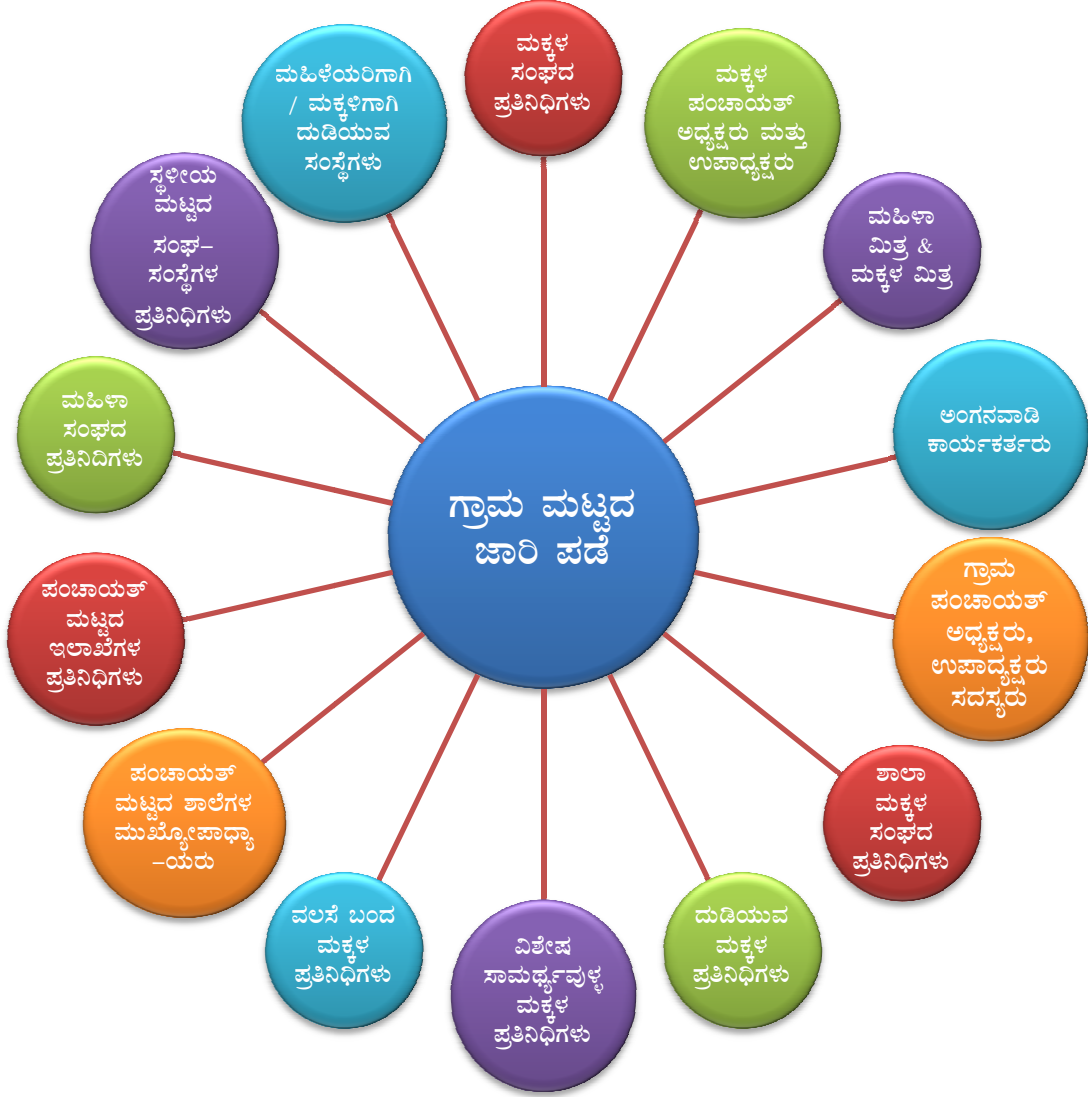 ಗ್ರಾಮ ಮಟ್ಟದ
ಜಾರಿ ಪಡೆ
ಮಕ್ಕಳ
ಸಂಘದ
ಪ್ರತಿನಿಧಿಗಳು
ಮಕ್ಕಳ
ಪಂಚಾಯತ್
ಅಧ್ಯಕ್ಷರು ಮತ್ತು
ಉಪಾಧ್ಯಕ್ಷರು
ಮಹಿಳಾ
ಮಿತ್ರ &
ಮಕ್ಕಳ ಮಿತ್ರ
ಅಂಗನವಾಡಿ
ಕಾರ್ಯಕರ್ತರು
ಗ್ರಾಮ
ಪಂಚಾಯತ್
ಅಧ್ಯಕ್ಷರು,
ಉಪಾದ್ಯಕ್ಷರು
ಸದಸ್ಯರು
ಶಾಲಾ
ಮಕ್ಕಳ
ಸಂಘದ
ಪ್ರತಿನಿಧಿಗಳು
ದುಡಿಯುವ
ಮಕ್ಕಳ
ಪ್ರತಿನಿಧಿಗಳು
ವಿಶೇಷ
ಸಾಮರ್ಥ್ಯವುಳ್ಳ
ಮಕ್ಕಳ
ಪ್ರತಿನಿಧಿಗಳು
ವಲಸೆ ಬಂದ
ಮಕ್ಕಳ
ಪ್ರತಿನಿಧಿಗಳು
ಪಂಚಾಯತ್
ಮಟ್ಟದ ಶಾಲೆಗಳ
ಮುಖ್ಯೋಪಾಧ್ಯಾ
–ಯರು
ಪಂಚಾಯತ್
ಮಟ್ಟದ
ಇಲಾಖೆಗಳ
ಪ್ರತಿನಿಧಿಗಳು
ಮಹಿಳಾ
ಸಂಘದ
ಪ್ರತಿನಿದಿಗಳು
ಸ್ಥಳೀಯ
ಮಟ್ಟದ
ಸಂಘ–
ಸಂಸ್ಥೆಗಳ
ಪ್ರತಿನಿಧಿಗಳು
ಮಹಿಳೆಯರಿಗಾಗಿ
/ ಮಕ್ಕಳಿಗಾಗಿ
ದುಡಿಯುವ
ಸಂಸ್ಥೆಗಳು